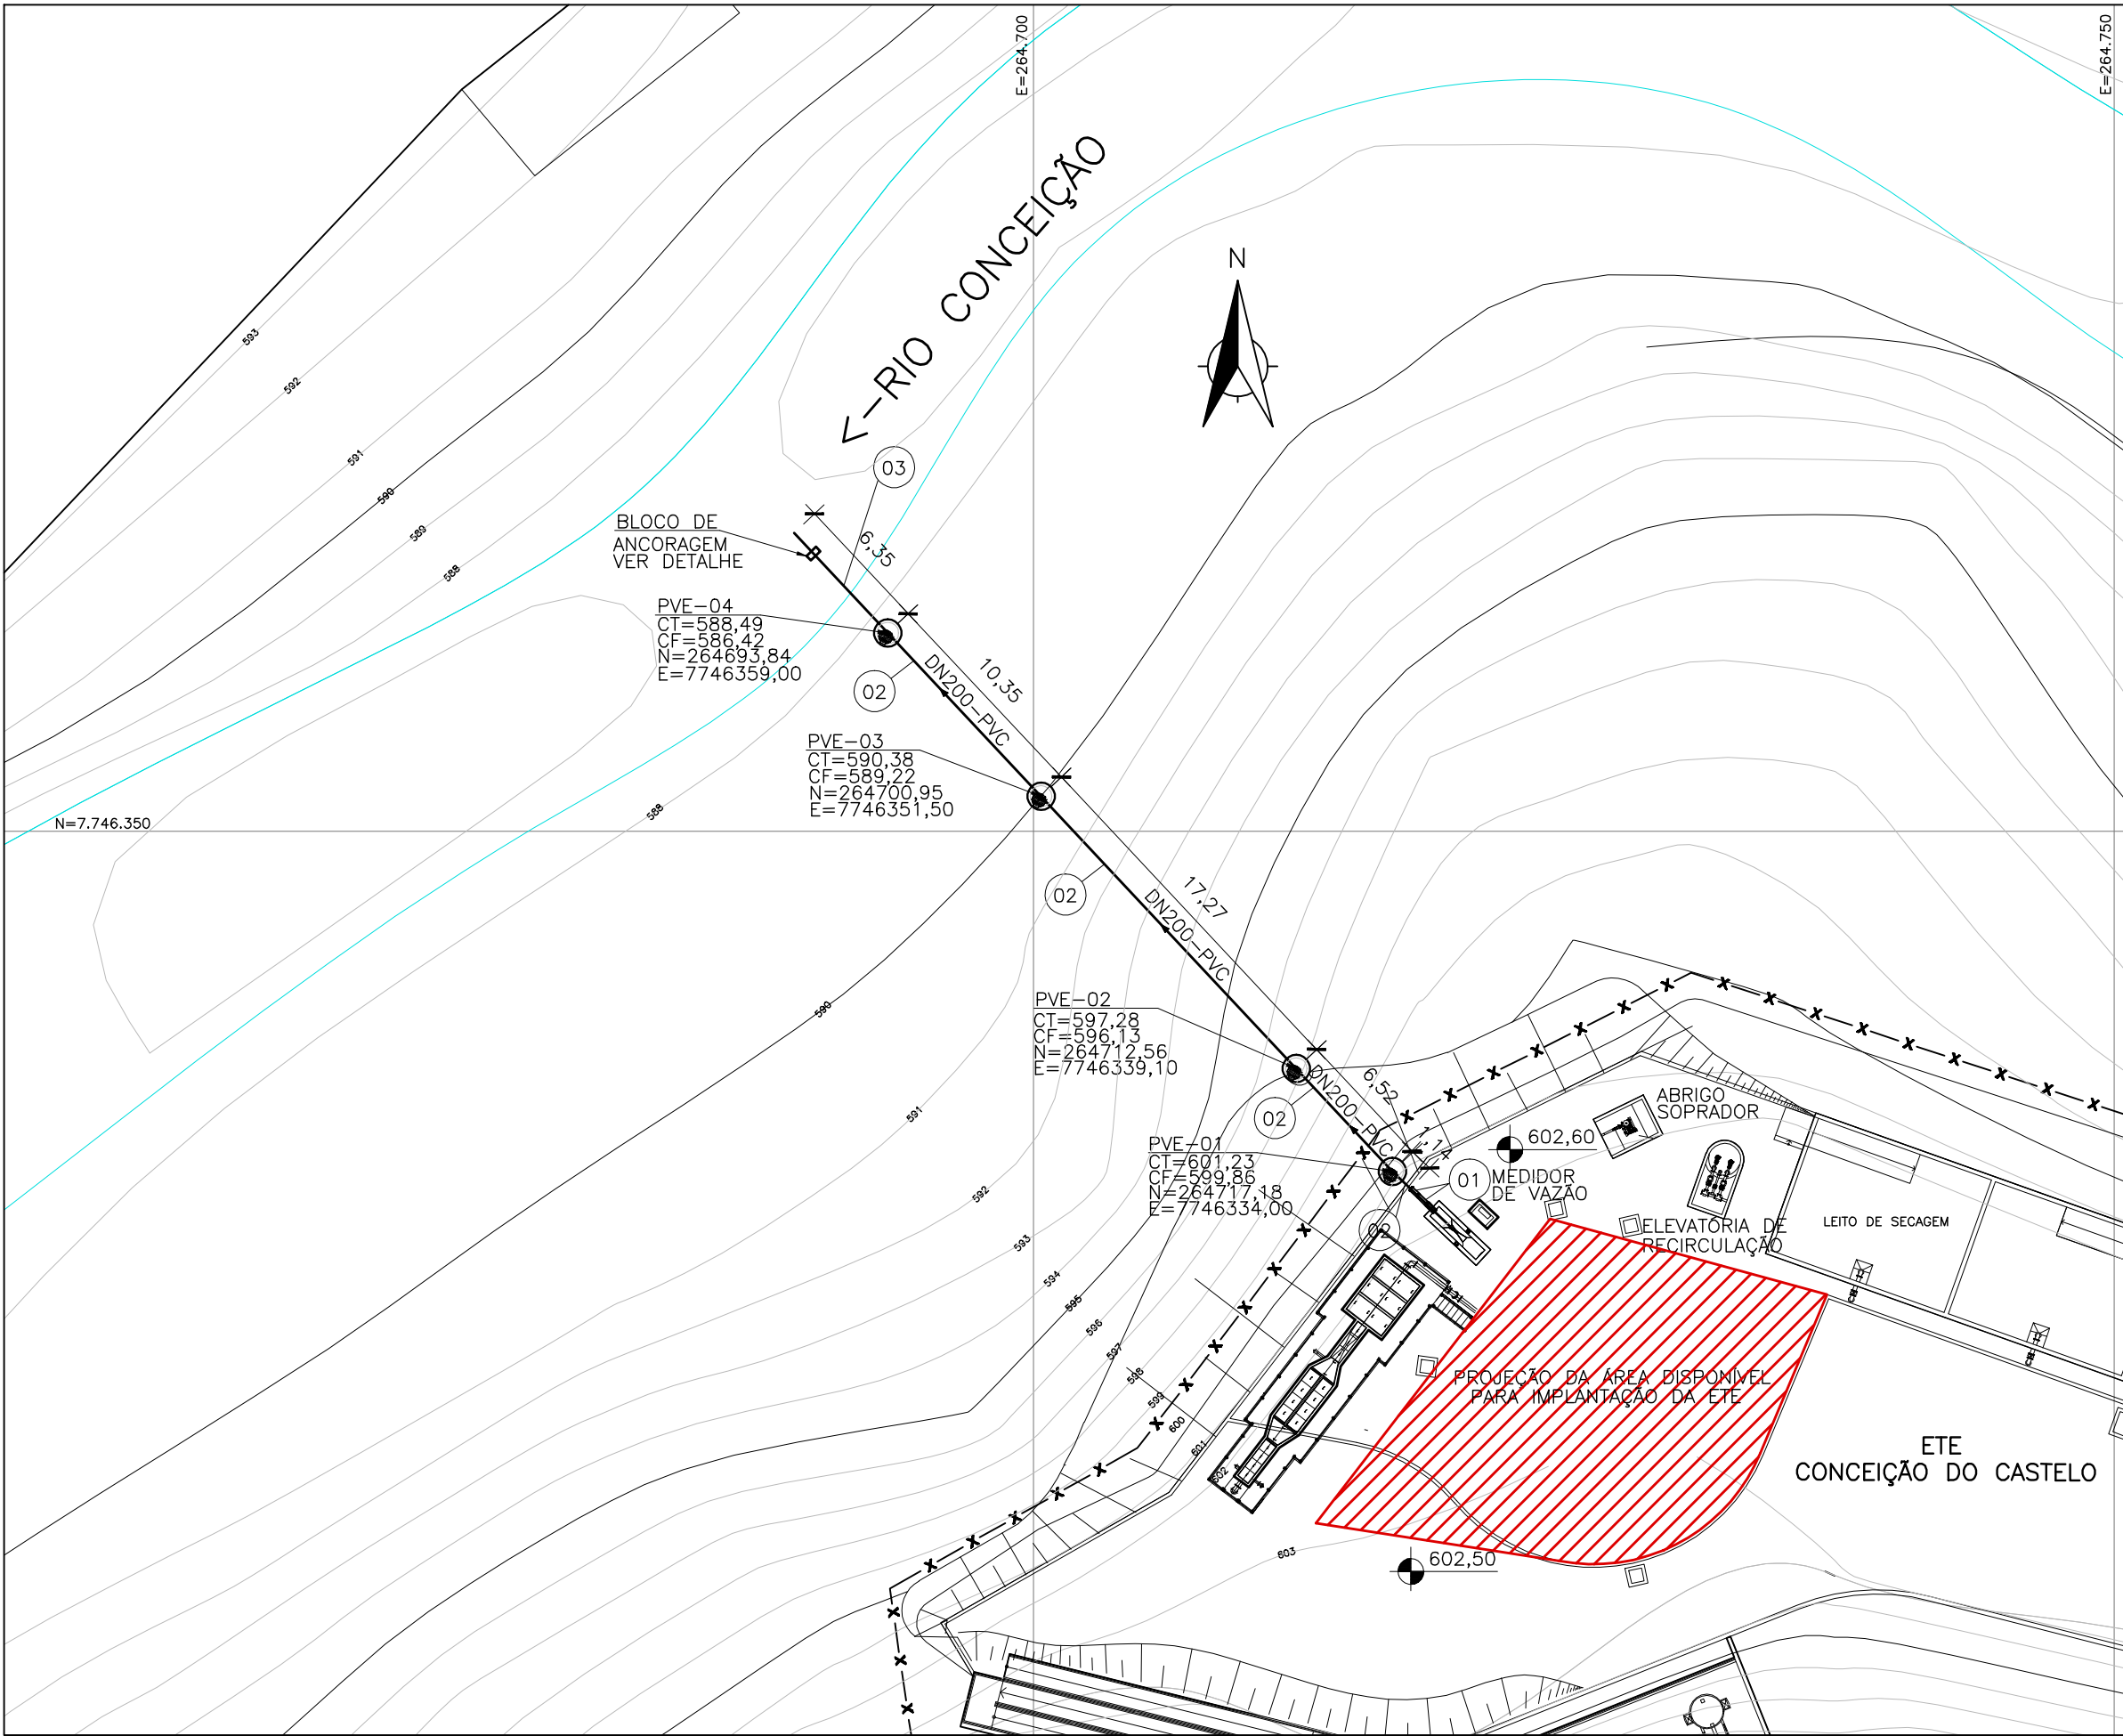 E=264.700
E=264.750
<--RIO CONCEIÇÃO
N
593
592
591
590
589
588
03
BLOCO DE
ANCORAGEM
VER DETALHE
6,35
PVE-04
CT=588,49
CF=586,42
N=264693,84
E=7746359,00
02
DN200-PVC
10,35
PVE-03
CT=590,38
CF=589,22
N=264700,95
E=7746351,50
588
N=7.746.350
02
DN200-PVC
17,27
590
PVE-02
CT=597,28
CF=596,13
N=264712,56
E=7746339,10
02
DN200-PVC
6,52
1,14
ABRIGO
SOPRADOR
602,60
PVE-01
CT=601,23
CF=599,86
N=264717,18
E=7746334,00
01
MEDIDOR
DE VAZÃO
02
ELEVATÓRIA DE
RECIRCULAÇÃO
LEITO DE SECAGEM
591
592
593
594
595
596
597
598
599
600
601
602
603
PROJEÇÃO DA ÁREA DISPONÍVEL
PARA IMPLANTAÇÃO DA ETE
ETE
CONCEIÇÃO DO CASTELO
602,50